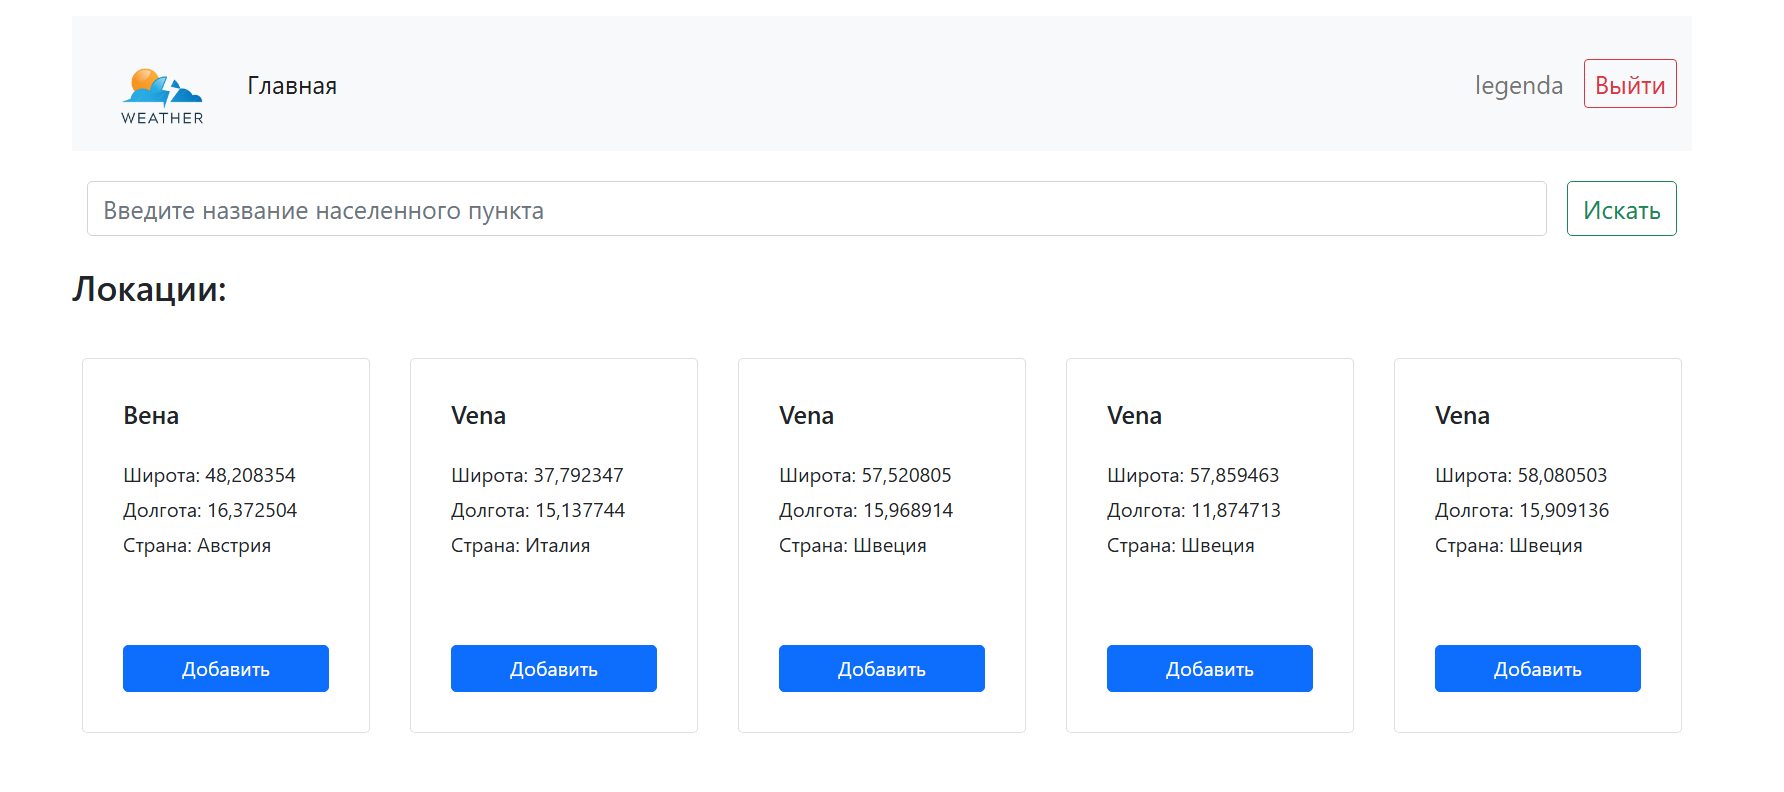 WEATHER
Главная
legenda
Выйти
Введите название населенного пункта
Искать
Локации:
Вена
Широта: 48,208354
Долгота: 16,372504
Страна: Австрия
Добавить
Vena
Широта: 37,792347
Долгота: 15,137744
Страна: Италия
Добавить
Vena
Широта: 57,520805
Долгота: 15,968914
Страна: Швеция
Добавить
Vena
Широта: 57,859463
Долгота: 11,874713
Страна: Швеция
Добавить
Vena
Широта: 58,080503
Долгота: 15,909136
Страна: Швеция
Добавить